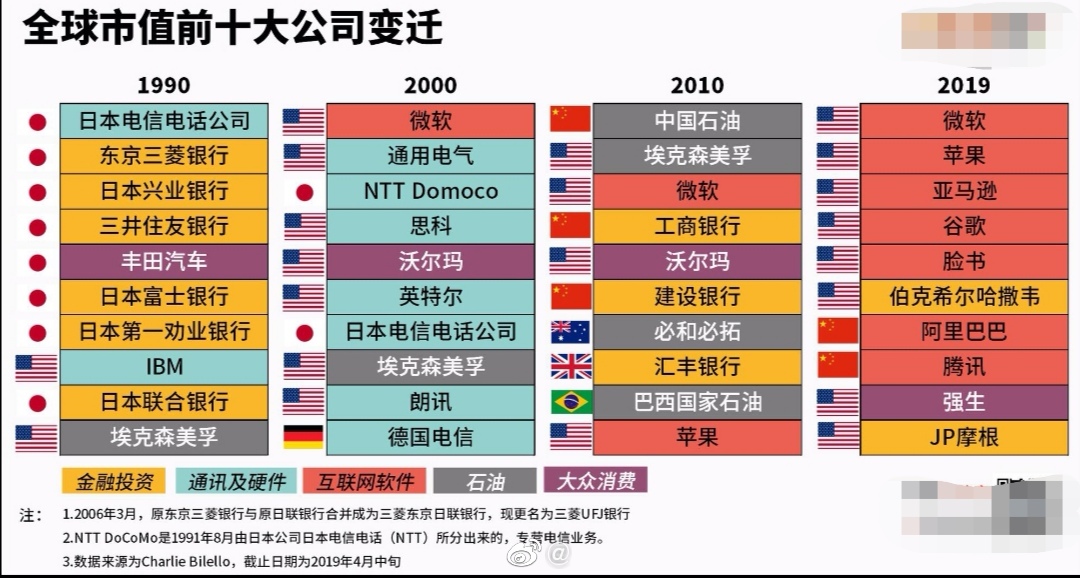 全球市值前十大公司变迁
1990 2000 2010 2019
日本电信电话公司 微软 中国石油 微软
东京三菱银行 通用电气 埃克森美孚 苹果
日本兴业银行 NTT Domoco 微软 亚马逊
三井住友银行 思科 工商银行 谷歌
丰田汽车 沃尔玛 沃尔玛 脸书
日本富士银行 英特尔 建设银行 伯克希尔哈撒韦
日本第一劝业银行 日本电信电话公司 必和必拓 阿里巴巴
IBM 埃克森美孚 汇丰银行 腾讯
日本联合银行 朗讯 巴西国家石油 强生
埃克森美孚 德国电信 苹果 JP摩根
金融投资 通讯及硬件 互联网软件 石油 大众消费
注： 1.2006年3月，原东京三菱银行与原日联银行合并成为三菱东京日联银行，现更名为三菱UFJ银行
2.NTT DoCoMo是1991年8月由日本公司日本电信电话（NTT）所分出来的，专营电信业务。
3.数据来源为Charlie Bilello，截止日期为2019年4月中旬
@